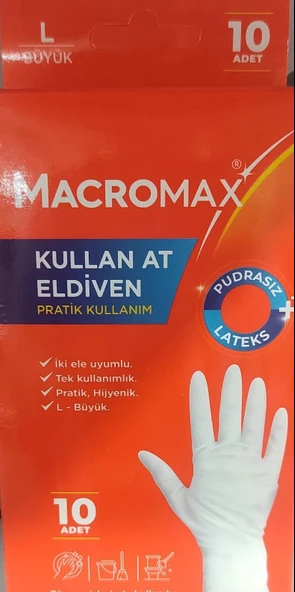 L
BÜYÜK
10
ADET
MACROMAX®
KULLAN AT
ELDİVEN
PRATİK KULLANIM
PUDRASIZ
LATEKS
İki ele uyumlu.
Tek kullanımlık.
Pratik, Hijyenik.
L - Büyük.
10
ADET